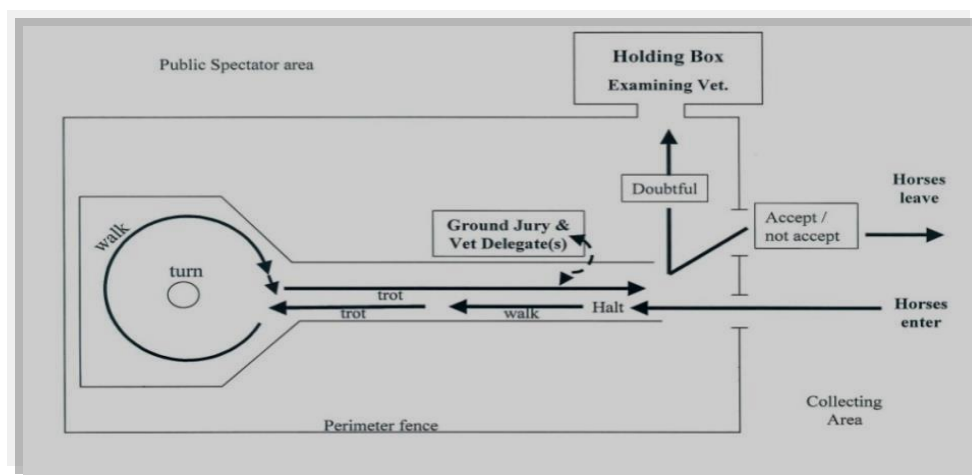 Public Spectator area
Holding Box
Examining Vet.
Doubtful
Horses
leave
Accept /
not accept
Ground Jury &
Vet Delegate(s)
walk
turn
trot
trot
walk
Halt
Horses
enter
Collecting
Area
Perimeter fence